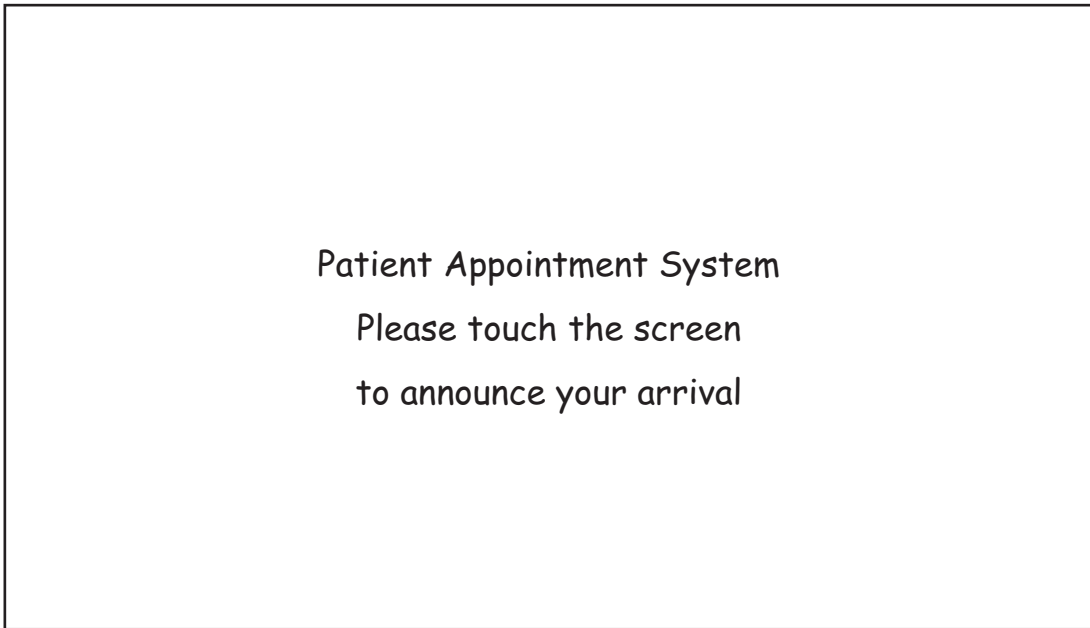 Patient Appointment System
Please touch the screen
to announce your arrival